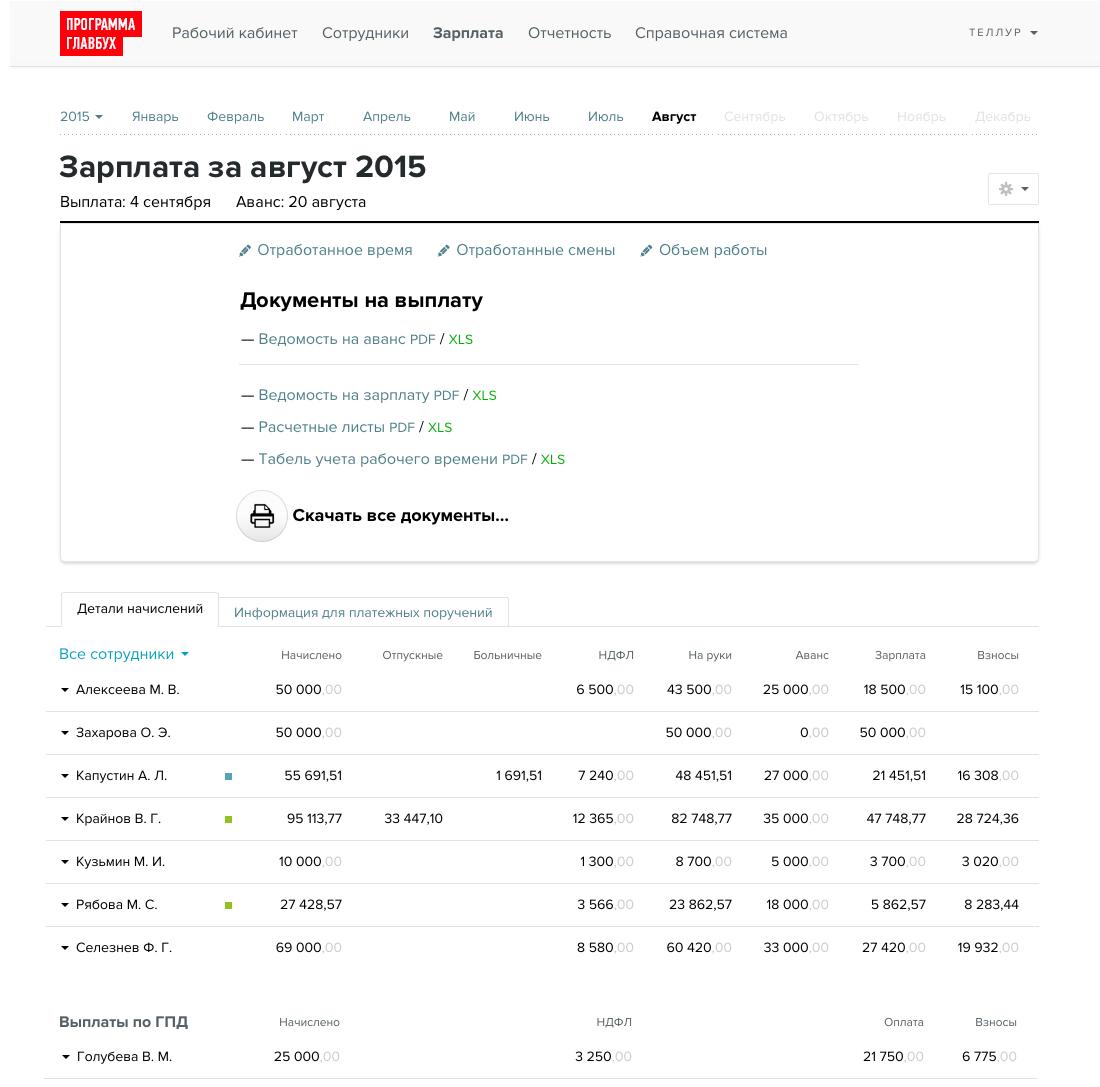 ПРОГРАММА
ГЛАВБУХ
Рабочий кабинет Сотрудники Зарплата Отчетность Справочная система ТЕЛЛУР
2015 Январь Февраль Март Апрель Май Июнь Июль Август Сентябрь Октябрь Ноябрь Декабрь
Зарплата за август 2015
Выплата: 4 сентября Аванс: 20 августа
Отработанное время Отработанные смены Объем работы
Документы на выплату
— Ведомость на аванс PDF / XLS
— Ведомость на зарплату PDF / XLS
— Расчетные листы PDF / XLS
— Табель учета рабочего времени PDF / XLS
Скачать все документы...
Детали начислений Информация для платежных поручений
Все сотрудники Начислено Отпускные Больничные НДФЛ На руки Аванс Зарплата Взносы
Алексеева М. В. 50 000,00 6 500,00 43 500,00 25 000,00 18 500,00 15 100,00
Захарова О. Э. 50 000,00 50 000,00 0,00 50 000,00
Капустин А. Л. 55 691,51 1 691,51 7 240,00 48 451,51 27 000,00 21 451,51 16 308,00
Крайнов В. Г. 95 113,77 33 447,10 12 365,00 82 748,77 35 000,00 47 748,77 28 724,36
Кузьмин М. И. 10 000,00 1 300,00 8 700,00 5 000,00 3 700,00 3 020,00
Рябова М. С. 27 428,57 3 566,00 23 862,57 18 000,00 5 862,57 8 283,44
Селезнев Ф. Г. 69 000,00 8 580,00 60 420,00 33 000,00 27 420,00 19 932,00
Выплаты по ГПД Начислено НДФЛ Оплата Взносы
Голубева В. М. 25 000,00 3 250,00 21 750,00 6 775,00